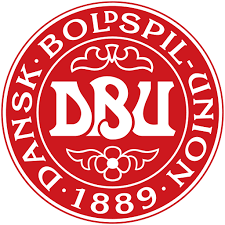 DANSK · BOLDSPIL-UNION
· 1889 ·
DBU